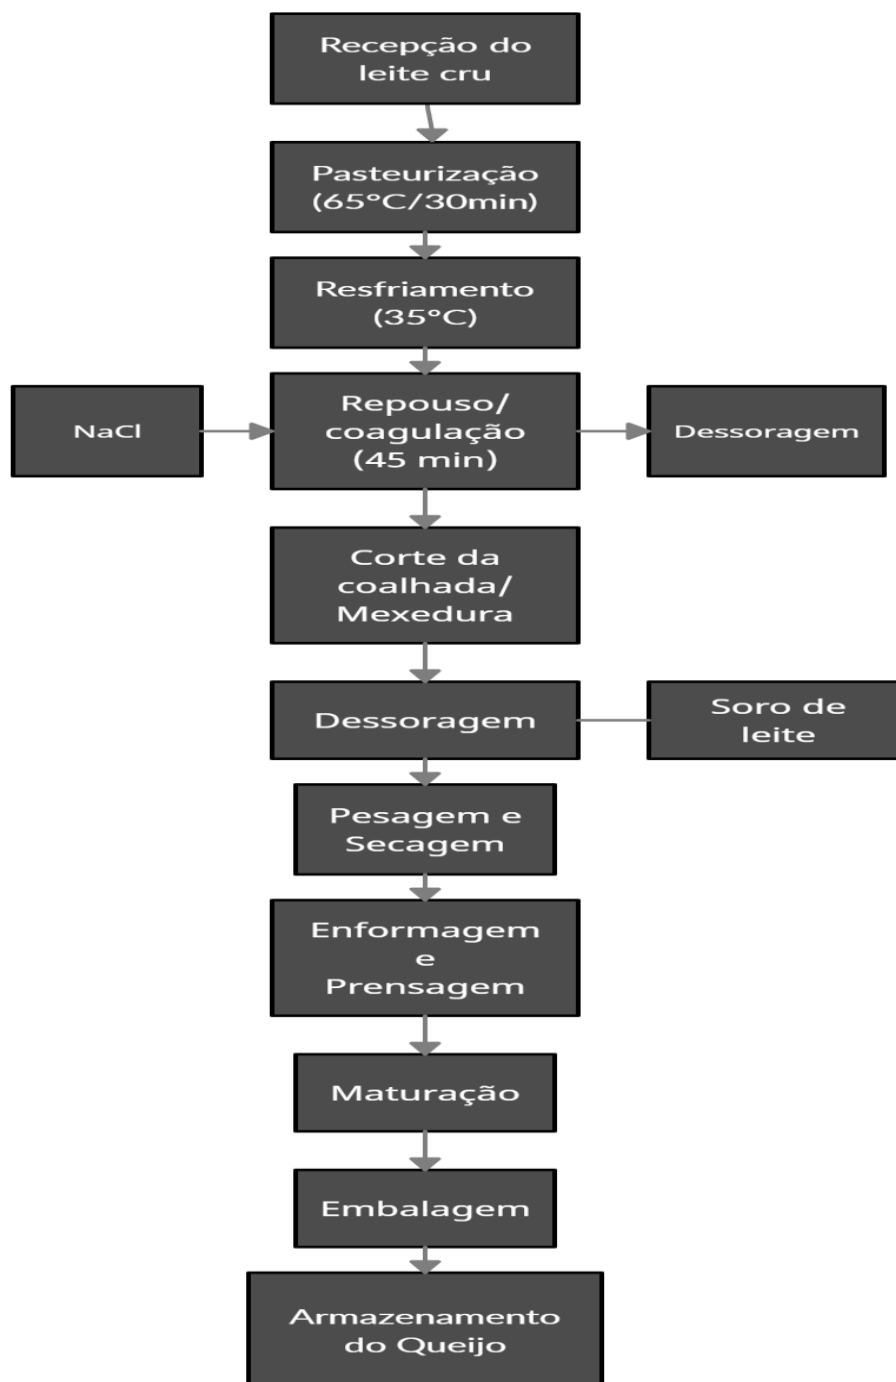 Recepção do
leite cru
Pasteurização
(65°C/30min)
Resfriamento
(35°C)
NaCl
Repouso/
coagulação
(45 min)
Dessoragem
Corte da
coalhada/
Mexedura
Dessoragem
Soro de
leite
Pesagem e
Secagem
Enformagem
e
Prensagem
Maturação
Embalagem
Armazenamento
do Queijo